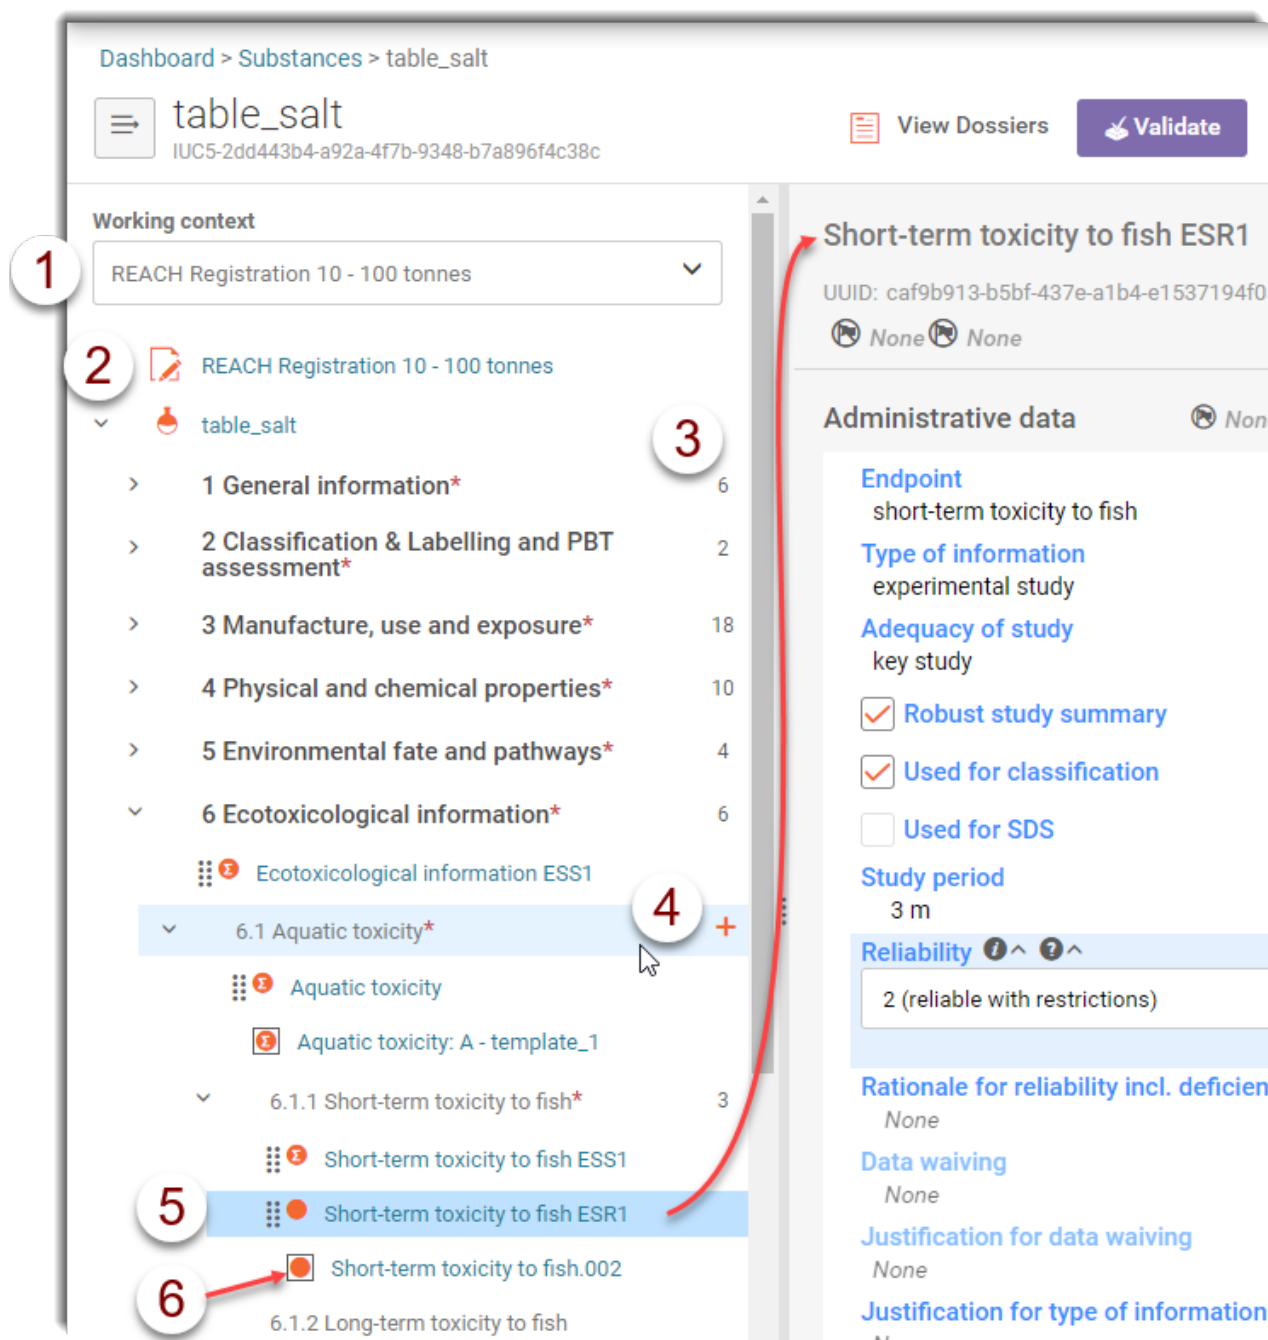 Dashboard > Substances > table_salt
table_salt
IUC5-2dd443b4-a92a-4f7b-9348-b7a896f4c38c
View Dossiers
Validate
Working context
1
REACH Registration 10 - 100 tonnes
2
REACH Registration 10 - 100 tonnes
table_salt
3
1 General information* 6
2 Classification & Labelling and PBT
assessment* 2
3 Manufacture, use and exposure* 18
4 Physical and chemical properties* 10
5 Environmental fate and pathways* 4
6 Ecotoxicological information* 6
Σ Ecotoxicological information ESS1
4
6.1 Aquatic toxicity* +
Σ Aquatic toxicity
Σ Aquatic toxicity: A - template_1
6.1.1 Short-term toxicity to fish* 3
Σ Short-term toxicity to fish ESS1
5
Short-term toxicity to fish ESR1
6
Short-term toxicity to fish.002
6.1.2 Long-term toxicity to fish
Short-term toxicity to fish ESR1
UUID: caf9b913-b5bf-437e-a1b4-e1537194f0
None None
Administrative data Non
Endpoint
short-term toxicity to fish
Type of information
experimental study
Adequacy of study
key study
Robust study summary
Used for classification
Used for SDS
Study period
3 m
Reliability i ?
2 (reliable with restrictions)
Rationale for reliability incl. deficien
None
Data waiving
None
Justification for data waiving
None
Justification for type of information